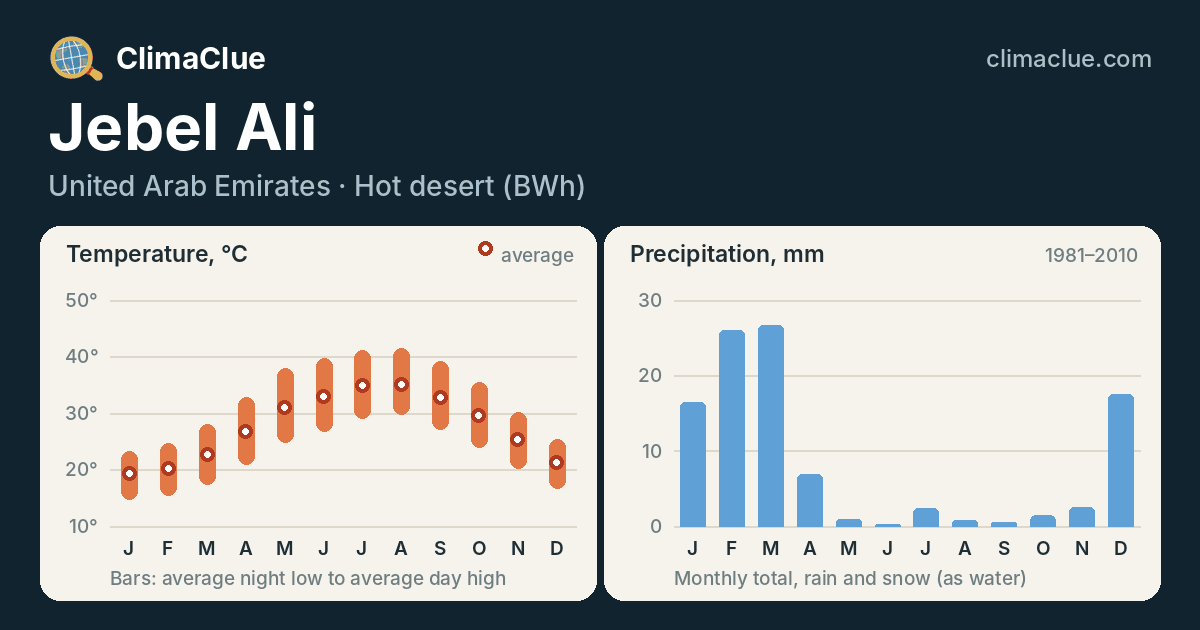 ClimaClue
climaclue.com
Jebel Ali
United Arab Emirates · Hot desert (BWh)
Temperature, °C
average
50°
40°
30°
20°
10°
J F M A M J J A S O N D
Bars: average night low to average day high
Precipitation, mm
1981–2010
30
20
10
0
J F M A M J J A S O N D
Monthly total, rain and snow (as water)